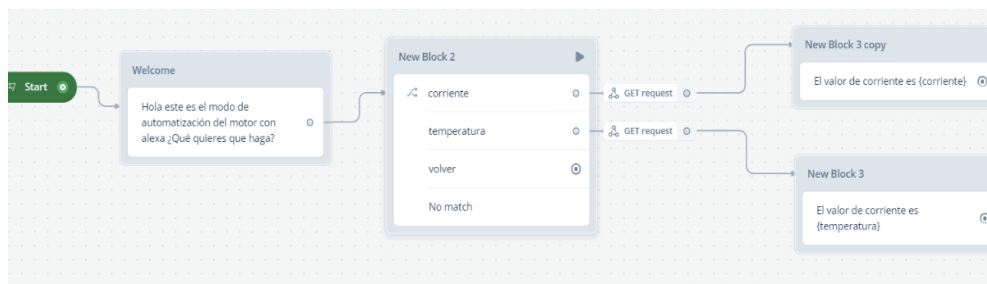 Start
Welcome
Hola este es el modo de
automatización del motor con
alexa ¿Qué quieres que haga?
New Block 2
corriente
temperatura
volver
No match
GET request
GET request
New Block 3 copy
El valor de corriente es {corriente}
New Block 3
El valor de corriente es
{temperatura}